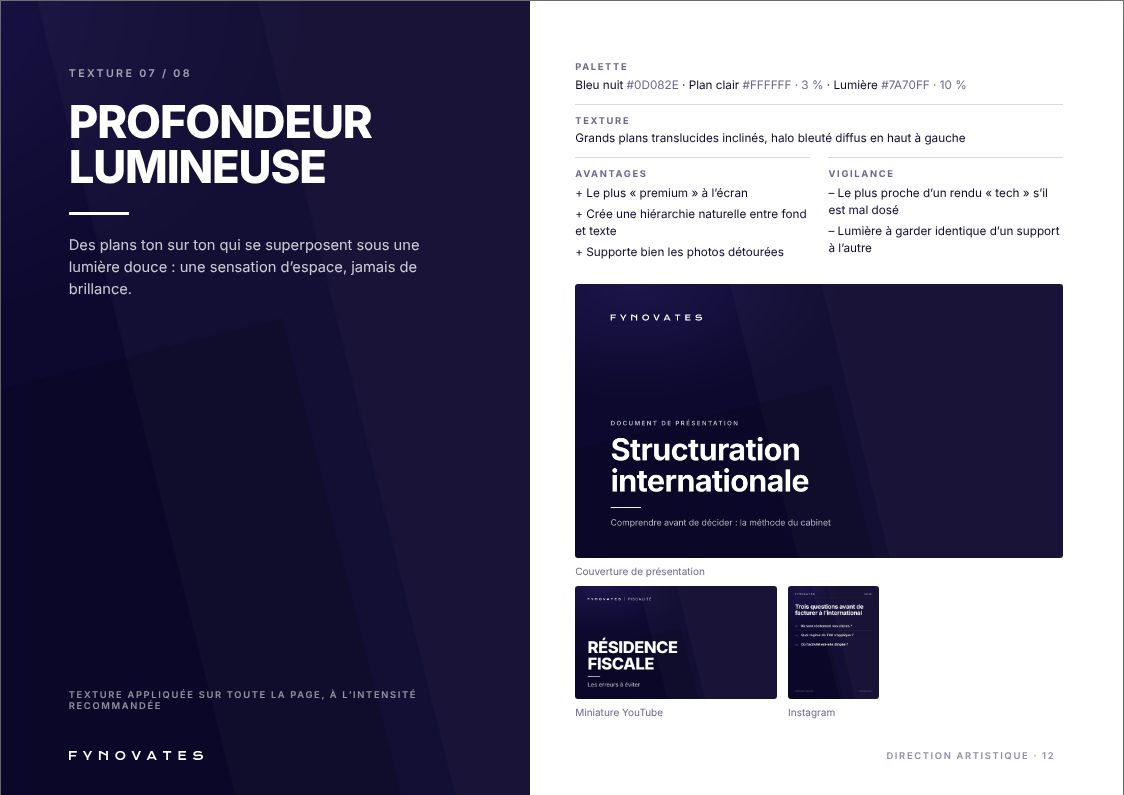 TEXTURE 07 / 08
PROFONDEUR
LUMINEUSE
Des plans ton sur ton qui se superposent sous une
lumière douce : une sensation d’espace, jamais de
brillance.
TEXTURE APPLIQUÉE SUR TOUTE LA PAGE, À L’INTENSITÉ
RECOMMANDÉE
FYNOVATES
PALETTE
Bleu nuit #0D082E · Plan clair #FFFFFF · 3 % · Lumière #7A70FF · 10 %
TEXTURE
Grands plans translucides inclinés, halo bleuté diffus en haut à gauche
AVANTAGES
+ Le plus « premium » à l’écran
+ Crée une hiérarchie naturelle entre fond
et texte
+ Supporte bien les photos détourées
VIGILANCE
– Le plus proche d’un rendu « tech » s’il
est mal dosé
– Lumière à garder identique d’un support
à l’autre
FYNOVATES
DOCUMENT DE PRÉSENTATION
Structuration
internationale
Comprendre avant de décider : la méthode du cabinet
Couverture de présentation
FYNOVATES | FISCALITÉ
RÉSIDENCE
FISCALE
Les erreurs à éviter
Miniature YouTube
FYNOVATES
Trois questions avant de
facturer à l’international
Instagram
DIRECTION ARTISTIQUE · 12